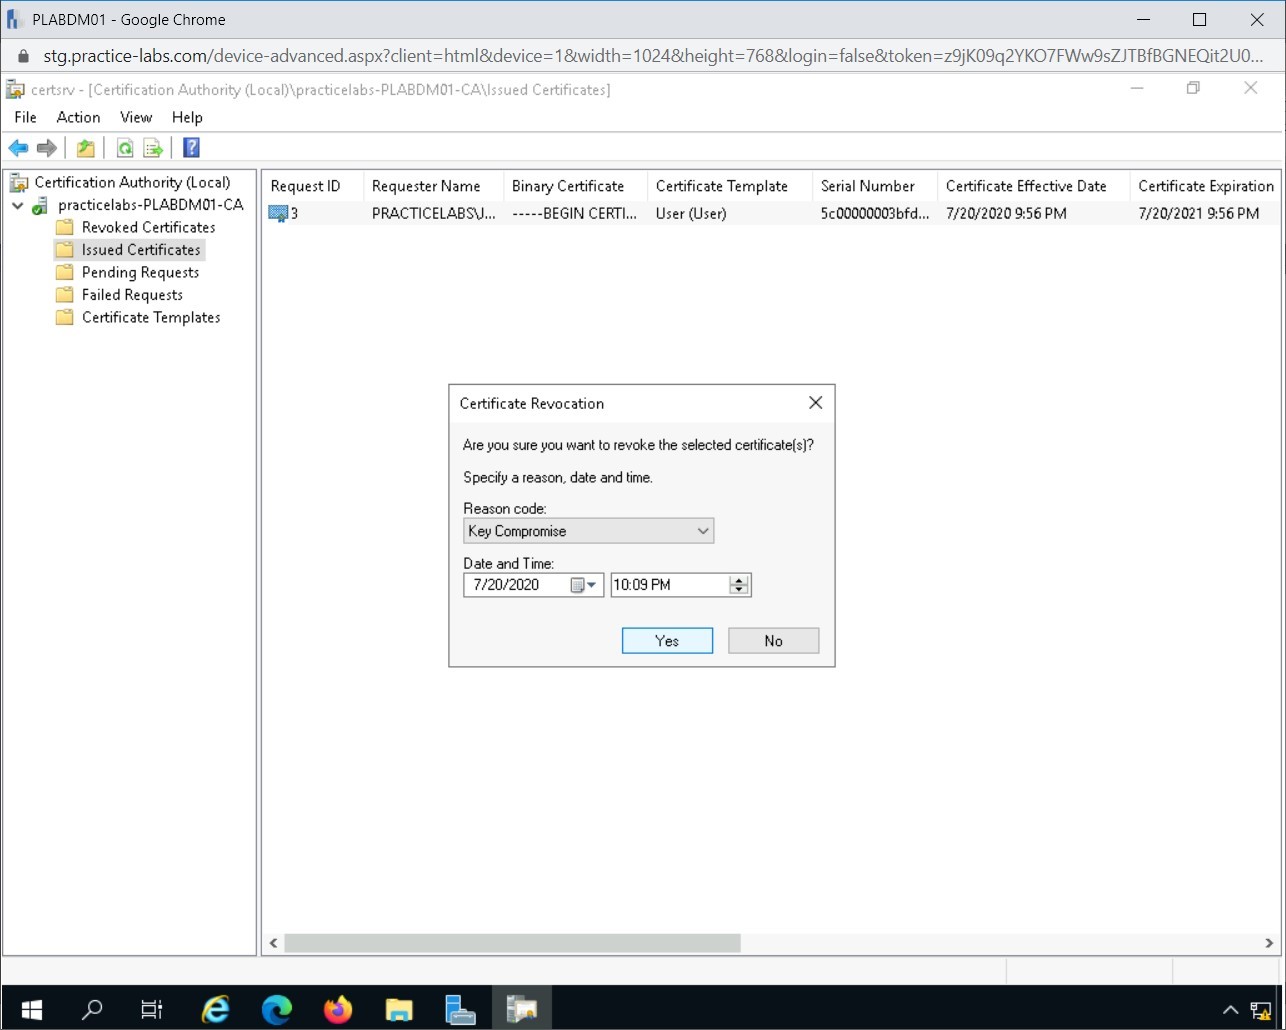 PLABDM01 - Google Chrome
stg.practice-labs.com/device-advanced.aspx?client=html&device=1&width=1024&height=768&login=false&token=z9jK09q2YKO7FWw9sZJTBfBGNEQit2U0...
certsrv - [Certification Authority (Local)\practicelabs-PLABDM01-CA\Issued Certificates]
File Action View Help
Certification Authority (Local)
practicelabs-PLABDM01-CA
Revoked Certificates
Issued Certificates
Pending Requests
Failed Requests
Certificate Templates
Request ID Requester Name Binary Certificate Certificate Template Serial Number Certificate Effective Date Certificate Expiration
3 PRACTICELABS\J... -----BEGIN CERTI... User (User) 5c00000003bfd... 7/20/2020 9:56 PM 7/20/2021 9:56 PM
Certificate Revocation
Are you sure you want to revoke the selected certificate(s)?
Specify a reason, date and time.
Reason code:
Key Compromise
Date and Time:
7/20/2020 10:09 PM
Yes No